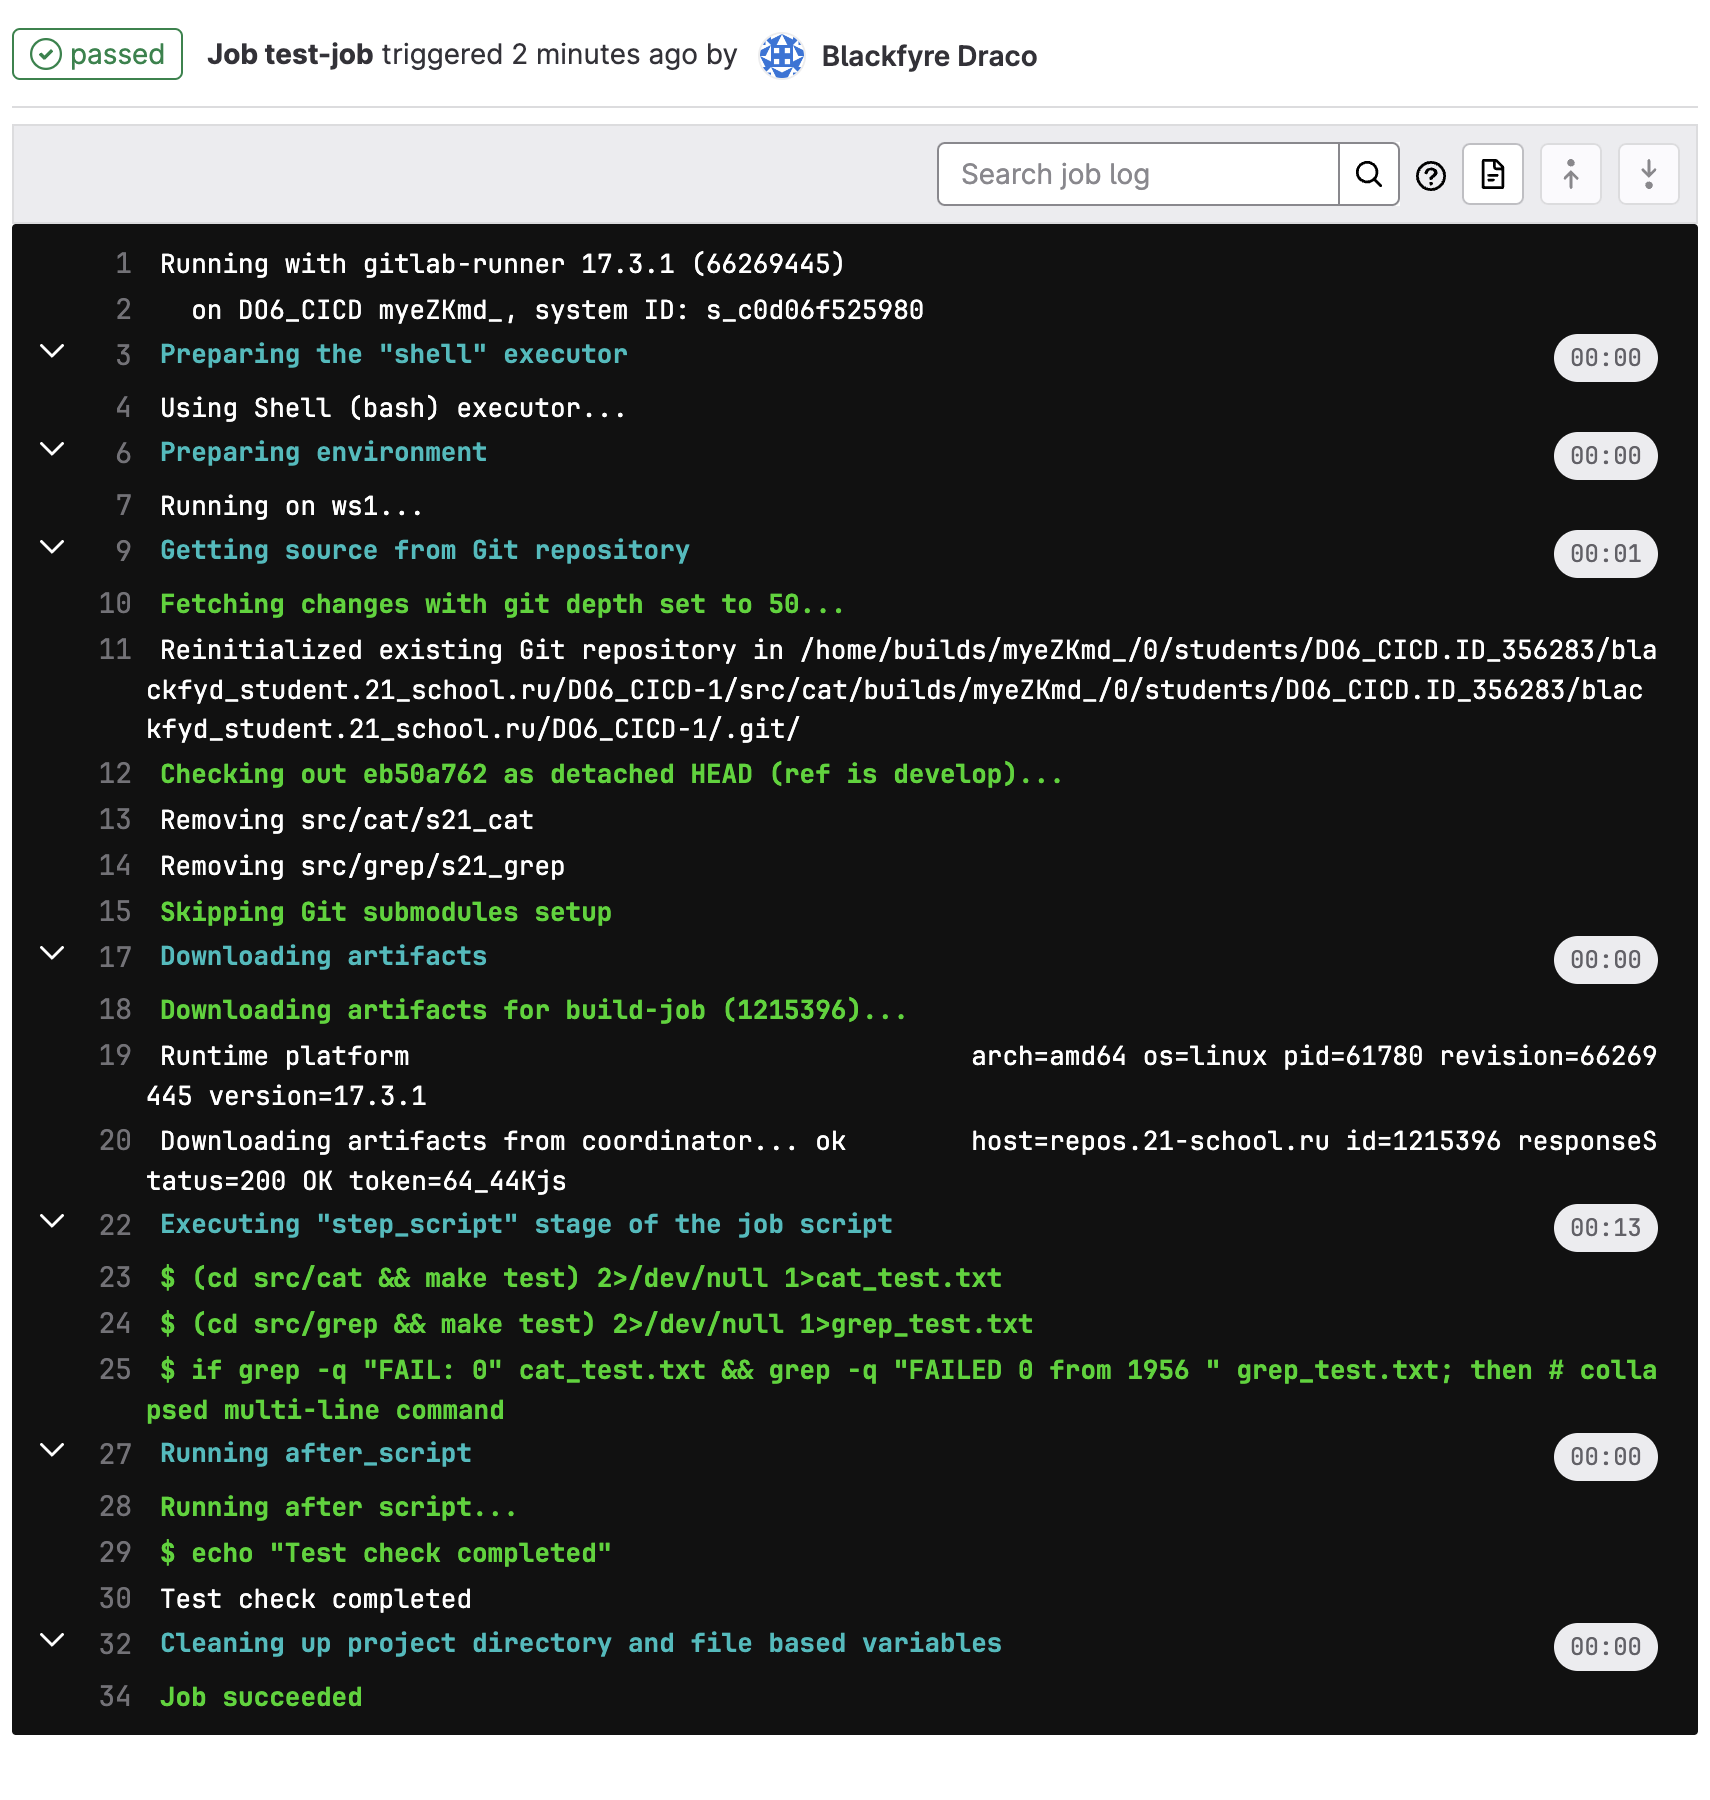 passed Job test-job triggered 2 minutes ago by Blackfyre Draco
Search job log
1 Running with gitlab-runner 17.3.1 (66269445)
2 on DO6_CICD myeZKmd_, system ID: s_c0d06f525980
3 Preparing the "shell" executor 00:00
4 Using Shell (bash) executor...
6 Preparing environment 00:00
7 Running on ws1...
9 Getting source from Git repository 00:01
10 Fetching changes with git depth set to 50...
11 Reinitialized existing Git repository in /home/builds/myeZKmd_/0/students/DO6_CICD.ID_356283/bla
ckfyd_student.21_school.ru/DO6_CICD-1/src/cat/builds/myeZKmd_/0/students/DO6_CICD.ID_356283/blac
kfyd_student.21_school.ru/DO6_CICD-1/.git/
12 Checking out eb50a762 as detached HEAD (ref is develop)...
13 Removing src/cat/s21_cat
14 Removing src/grep/s21_grep
15 Skipping Git submodules setup
17 Downloading artifacts 00:00
18 Downloading artifacts for build-job (1215396)...
19 Runtime platform arch=amd64 os=linux pid=61780 revision=66269
445 version=17.3.1
20 Downloading artifacts from coordinator... ok host=repos.21-school.ru id=1215396 responseS
tatus=200 OK token=64_44Kjs
22 Executing "step_script" stage of the job script 00:13
23 $ (cd src/cat && make test) 2>/dev/null 1>cat_test.txt
24 $ (cd src/grep && make test) 2>/dev/null 1>grep_test.txt
25 $ if grep -q "FAIL: 0" cat_test.txt && grep -q "FAILED 0 from 1956 " grep_test.txt; then # colla
psed multi-line command
27 Running after_script 00:00
28 Running after script...
29 $ echo "Test check completed"
30 Test check completed
32 Cleaning up project directory and file based variables 00:00
34 Job succeeded